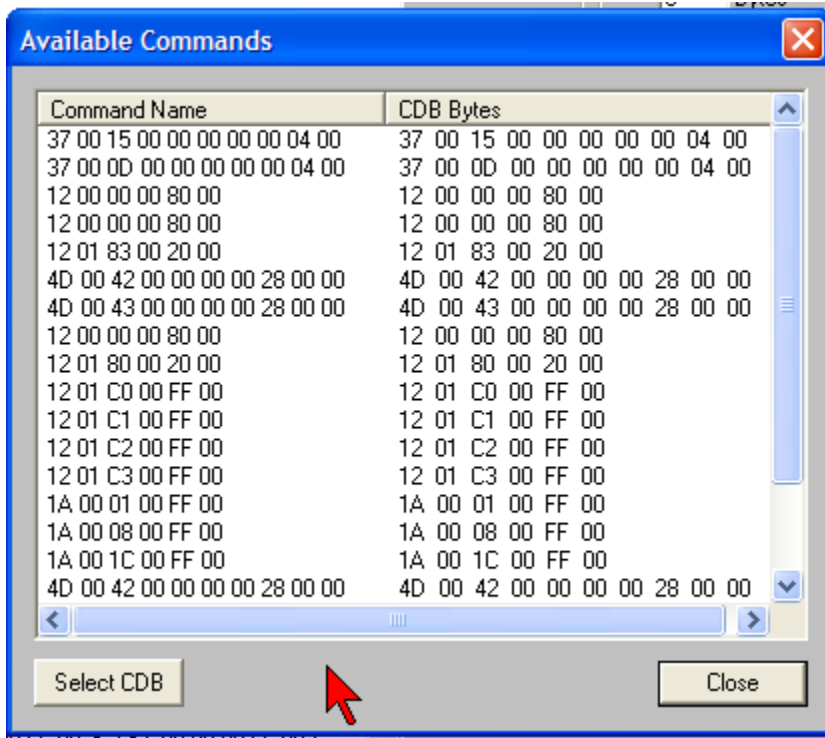 Available Commands
Command Name CDB Bytes
37 00 15 00 00 00 00 00 04 00 37 00 15 00 00 00 00 00 04 00
37 00 0D 00 00 00 00 00 04 00 37 00 0D 00 00 00 00 00 04 00
12 00 00 00 80 00 12 00 00 00 80 00
12 00 00 00 80 00 12 00 00 00 80 00
12 01 83 00 20 00 12 01 83 00 20 00
4D 00 42 00 00 00 00 28 00 00 4D 00 42 00 00 00 00 28 00 00
4D 00 43 00 00 00 00 28 00 00 4D 00 43 00 00 00 00 28 00 00
12 00 00 00 80 00 12 00 00 00 80 00
12 01 80 00 20 00 12 01 80 00 20 00
12 01 C0 00 FF 00 12 01 C0 00 FF 00
12 01 C1 00 FF 00 12 01 C1 00 FF 00
12 01 C2 00 FF 00 12 01 C2 00 FF 00
12 01 C3 00 FF 00 12 01 C3 00 FF 00
1A 00 01 00 FF 00 1A 00 01 00 FF 00
1A 00 08 00 FF 00 1A 00 08 00 FF 00
1A 00 1C 00 FF 00 1A 00 1C 00 FF 00
4D 00 42 00 00 00 00 28 00 00 4D 00 42 00 00 00 00 28 00 00
Select CDB Close